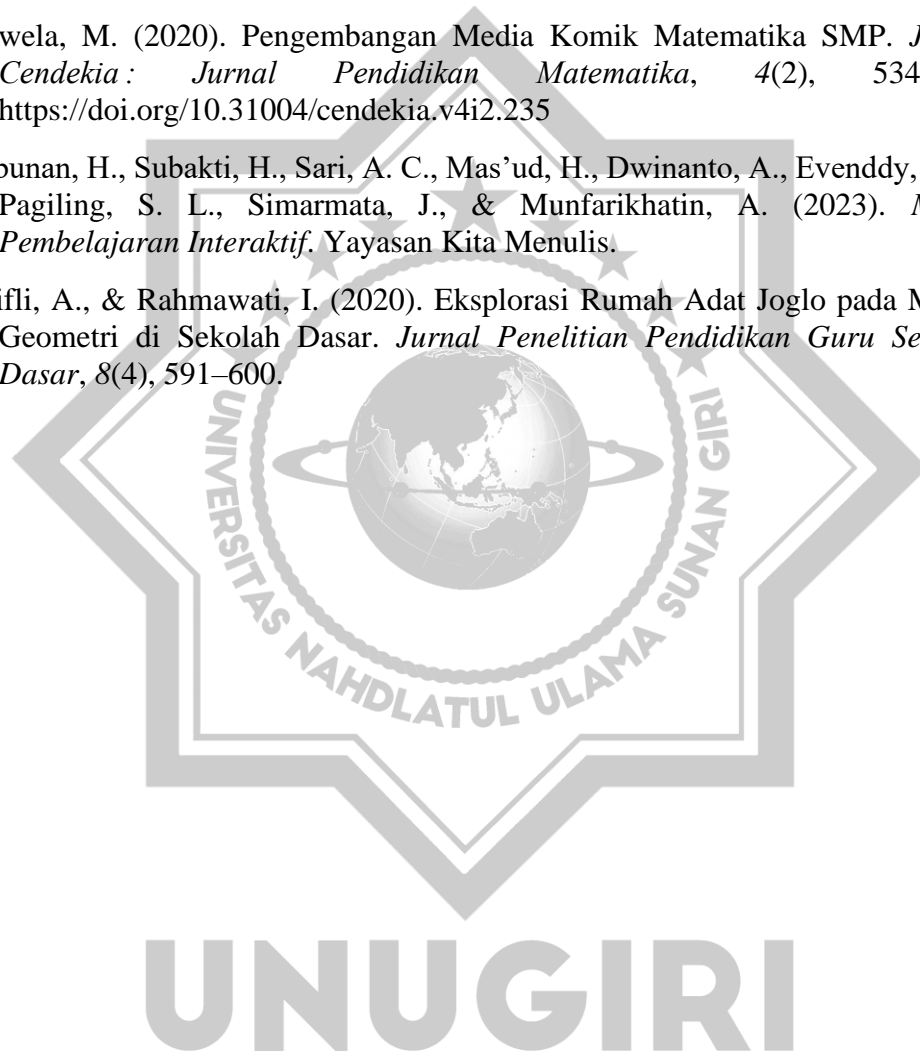 wela, M. (2020). Pengembangan Media Komik Matematika SMP. J
Cendekia : Jurnal Pendidikan Matematika, 4(2), 534
https://doi.org/10.31004/cendekia.v4i2.235
bunan, H., Subakti, H., Sari, A. C., Mas’ud, H., Dwinanto, A., Evenddy,
Pagiling, S. L., Simarmata, J., & Munfarikhatin, A. (2023). M
Pembelajaran Interaktif. Yayasan Kita Menulis.
ifli, A., & Rahmawati, I. (2020). Eksplorasi Rumah Adat Joglo pada M
Geometri di Sekolah Dasar. Jurnal Penelitian Pendidikan Guru Se
Dasar, 8(4), 591–600.
UNIVERSITAS NAHDLATUL ULAMA SUNAN GIRI
UNUGIRI